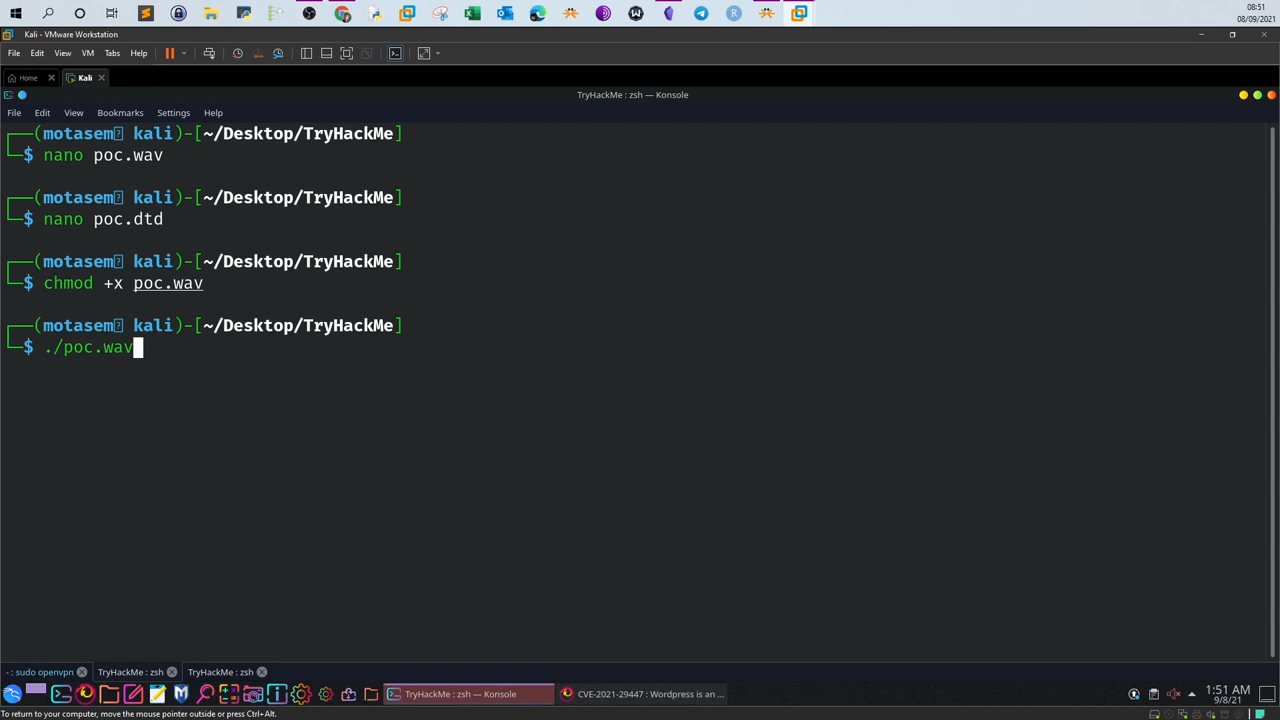 08:51
08/09/2021
Kali - VMware Workstation
File Edit View VM Tabs Help
Home Kali
TryHackMe : zsh — Konsole
File Edit View Bookmarks Settings Help
┌──(motasem kali)-[~/Desktop/TryHackMe]
└─$ nano poc.wav
┌──(motasem kali)-[~/Desktop/TryHackMe]
└─$ nano poc.dtd
┌──(motasem kali)-[~/Desktop/TryHackMe]
└─$ chmod +x poc.wav
┌──(motasem kali)-[~/Desktop/TryHackMe]
└─$ ./poc.wav
- : sudo openvpn TryHackMe : zsh TryHackMe : zsh
TryHackMe : zsh — Konsole CVE-2021-29447 : Wordpress is an ... 1:51 AM
9/8/21
To return to your computer, move the mouse pointer outside or press Ctrl+Alt.